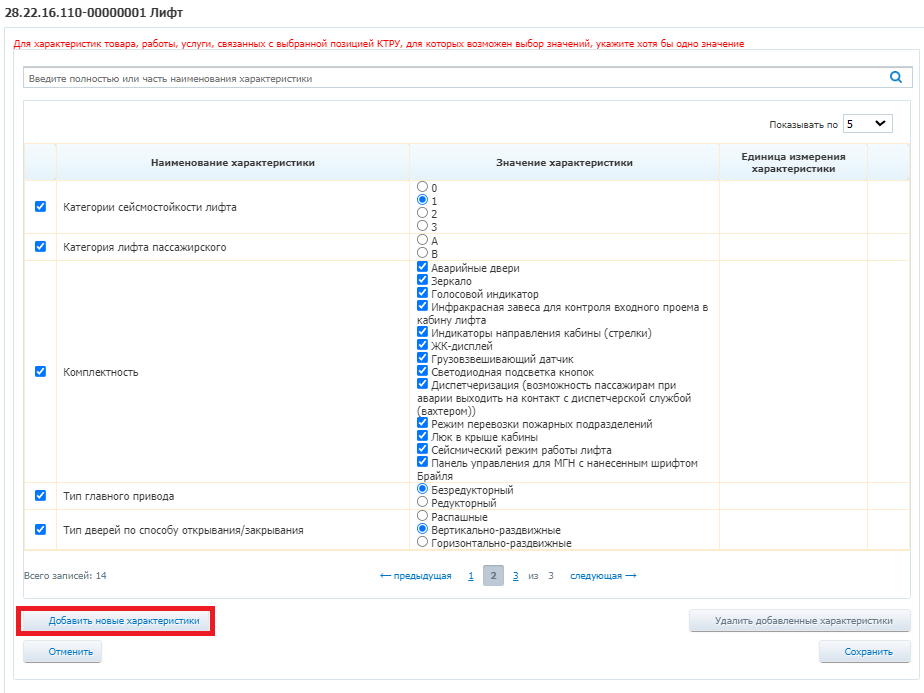 28.22.16.110-00000001 Лифт
Для характеристик товара, работы, услуги, связанных с выбранной позицией КТРУ, для которых возможен выбор значений, укажите хотя бы одно значение
Введите полностью или часть наименования характеристики
Показывать по 5
Наименование характеристики
Значение характеристики
Единица измерения
характеристики
Категории сейсмостойкости лифта
0
1
2
3
Категория лифта пассажирского
A
B
Комплектность
Аварийные двери
Зеркало
Голосовой индикатор
Инфракрасная завеса для контроля входного проема в
кабину лифта
Индикаторы направления кабины (стрелки)
ЖК-дисплей
Грузовзвешивающий датчик
Светодиодная подсветка кнопок
Диспетчеризация (возможность пассажирам при
аварии выходить на контакт с диспетчерской службой
(вахтером))
Режим перевозки пожарных подразделений
Люк в крыше кабины
Сейсмический режим работы лифта
Панель управления для МГН с нанесенным шрифтом
Брайля
Тип главного привода
Безредукторный
Редукторный
Тип дверей по способу открывания/закрывания
Распашные
Вертикально-раздвижные
Горизонтально-раздвижные
Всего записей: 14
← предыдущая 1 2 3 из 3 следующая →
Добавить новые характеристики
Удалить добавленные характеристики
Отменить
Сохранить